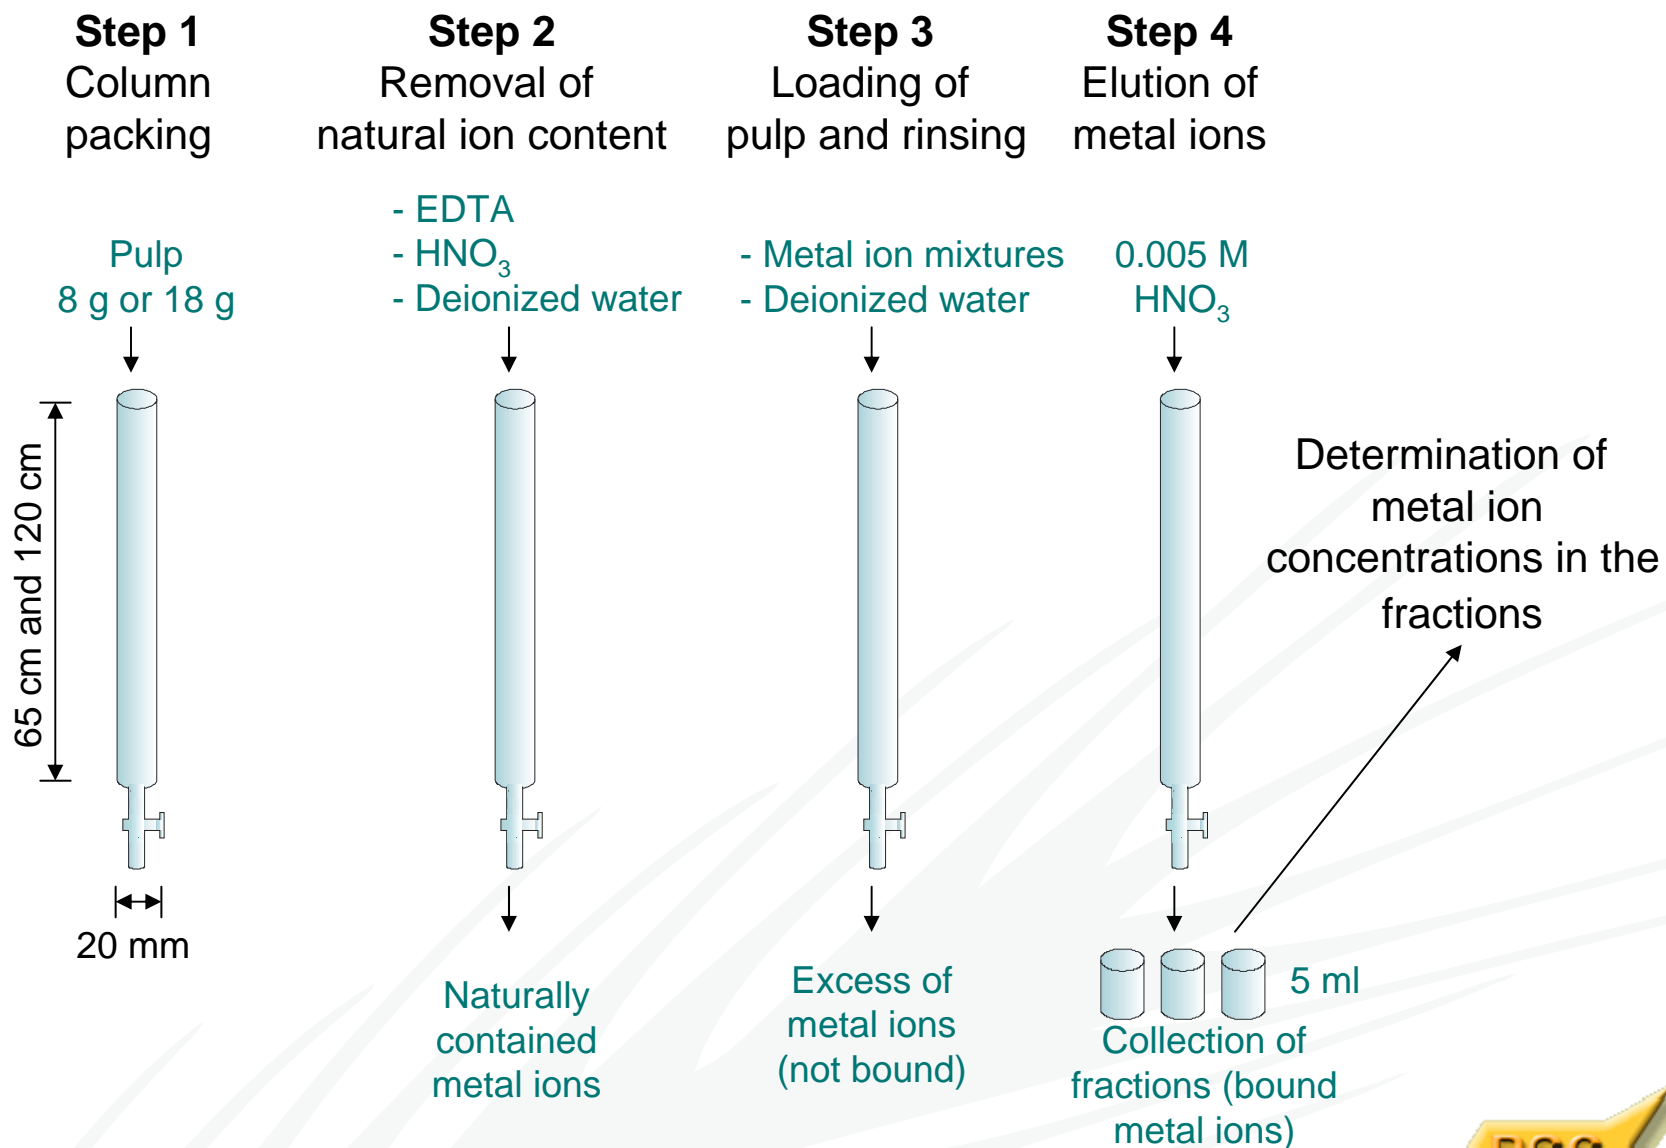 Step 1
Column
packing
Step 2
Removal of
natural ion content
Step 3
Loading of
pulp and rinsing
Step 4
Elution of
metal ions
Pulp
8 g or 18 g
- EDTA
- HNO₃
- Deionized water
- Metal ion mixtures
- Deionized water
0.005 M
HNO₃
65 cm and 120 cm
20 mm
Naturally
contained
metal ions
Excess of
metal ions
(not bound)
5 ml
Collection of
fractions (bound
metal ions)
Determination of
metal ion
concentrations in the
fractions